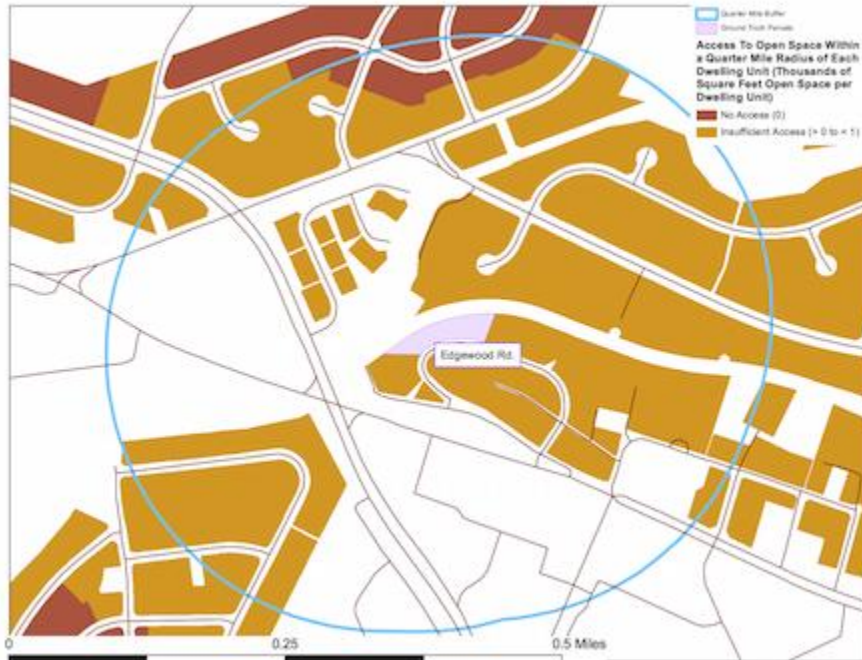 Quarter Mile Buffer
Ground Truth Parcels
Access To Open Space Within
a Quarter Mile Radius of Each
Dwelling Unit (Thousands of
Square Feet Open Space per
Dwelling Unit)
No Access (0)
Insufficient Access (> 0 to < 1)
Edgewood Rd.
0
0.25
0.5 Miles